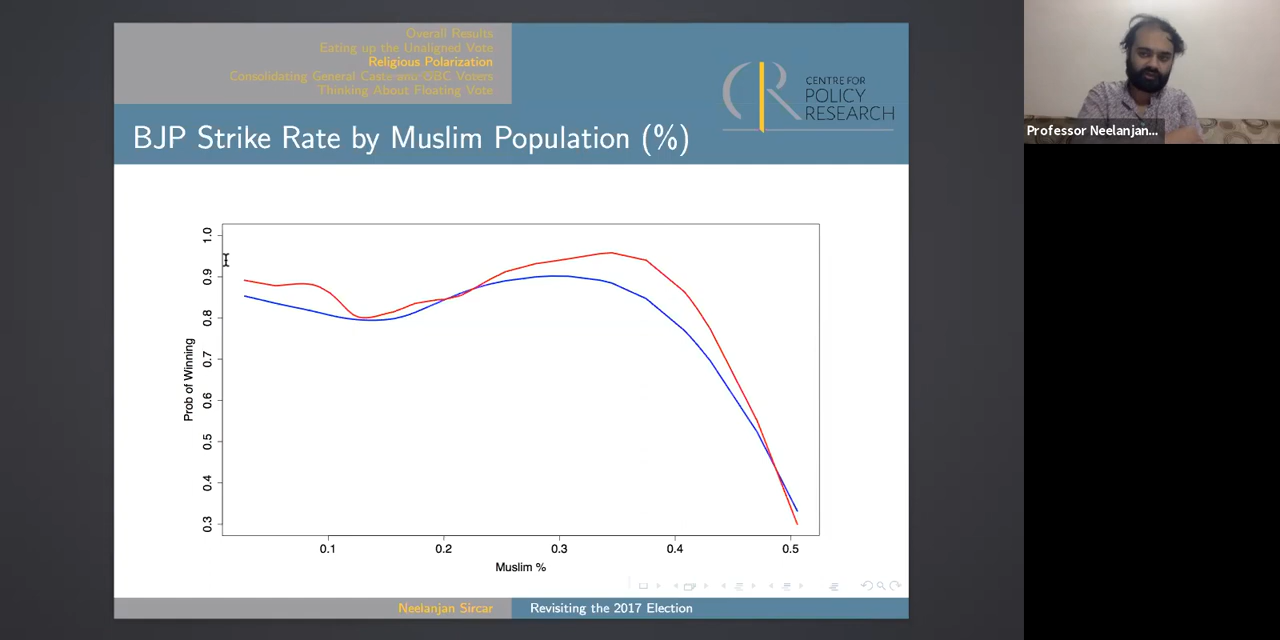 Overall Results
Eating up the Unaligned Vote
Religious Polarization
Consolidating General Caste and OBC Voters
Thinking About Floating Vote
CENTRE FOR
POLICY
RESEARCH
Professor Neelanjan...
BJP Strike Rate by Muslim Population (%)
1.0
0.9
0.8
0.7
0.6
0.5
0.4
0.3
Prob of Winning
0.1 0.2 0.3 0.4 0.5
Muslim %
Neelanjan Sircar Revisiting the 2017 Election